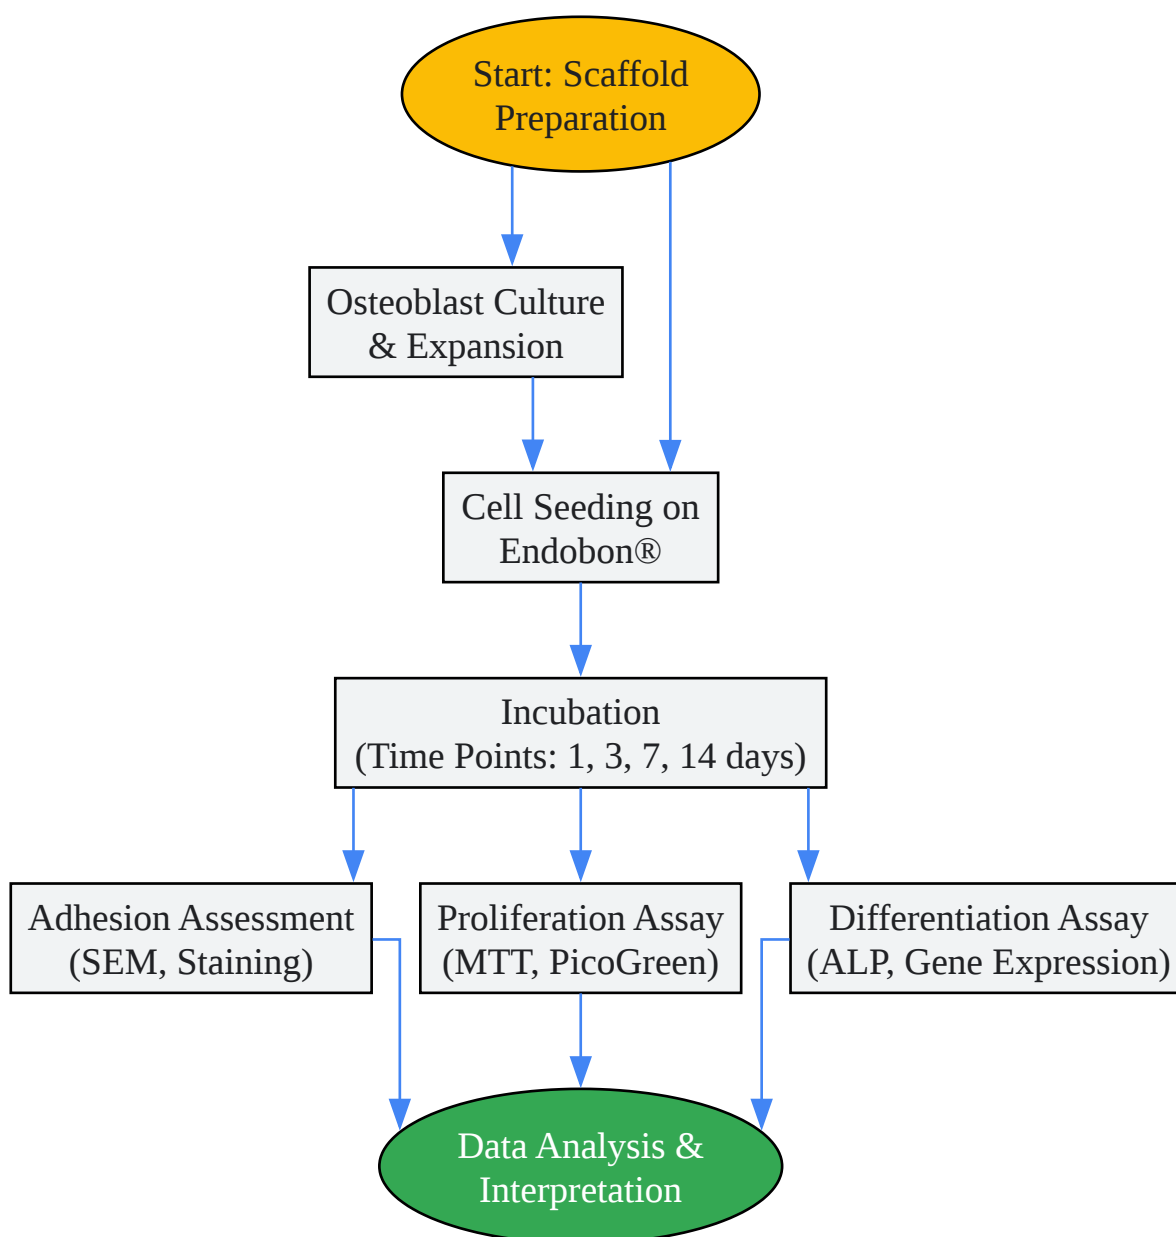 Start: Scaffold
Preparation
Osteoblast Culture
& Expansion
Cell Seeding on
Endobon®
Incubation
(Time Points: 1, 3, 7, 14 days)
Adhesion Assessment
(SEM, Staining)
Proliferation Assay
(MTT, PicoGreen)
Differentiation Assay
(ALP, Gene Expression)
Data Analysis &
Interpretation